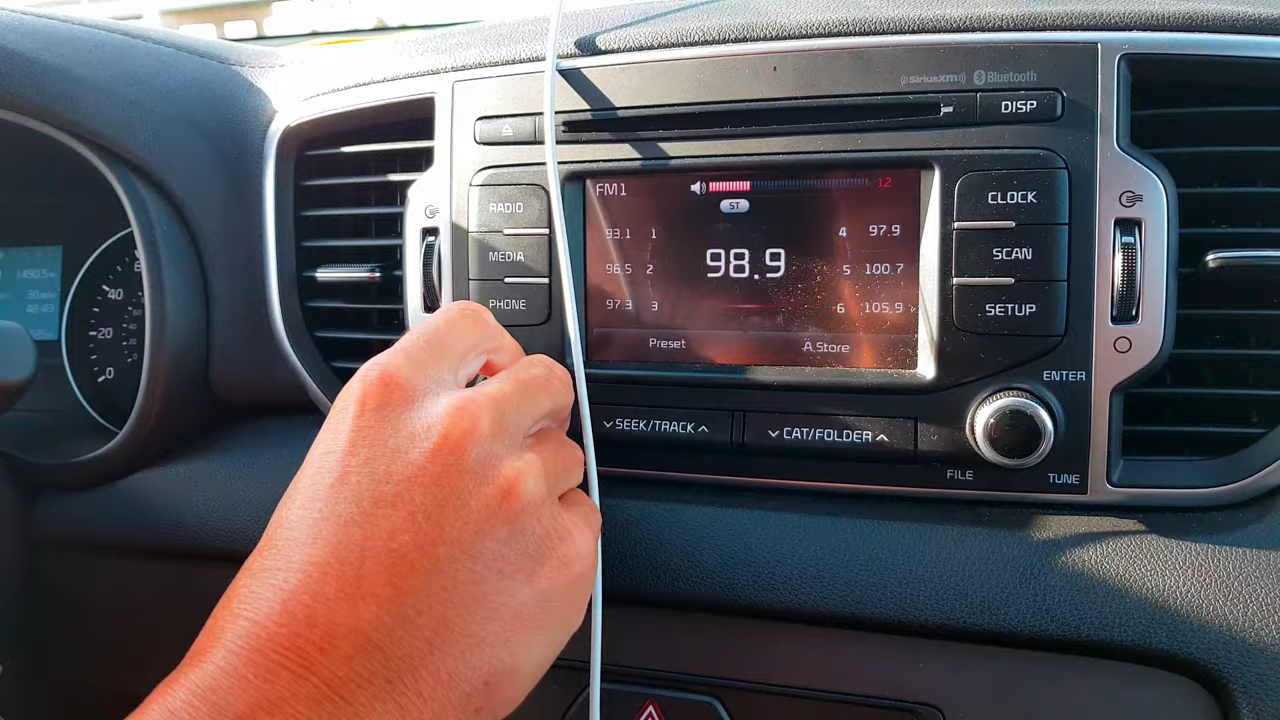 ((SiriusXM)) Bluetooth
DISP
RADIO
MEDIA
PHONE
FM1
12
ST
93.1 1
96.5 2
97.3 3
98.9
4 97.9
5 100.7
6 105.9
Preset
A.Store
CLOCK
SCAN
SETUP
ENTER
SEEK/TRACK
CAT/FOLDER
FILE
TUNE
40
20
0